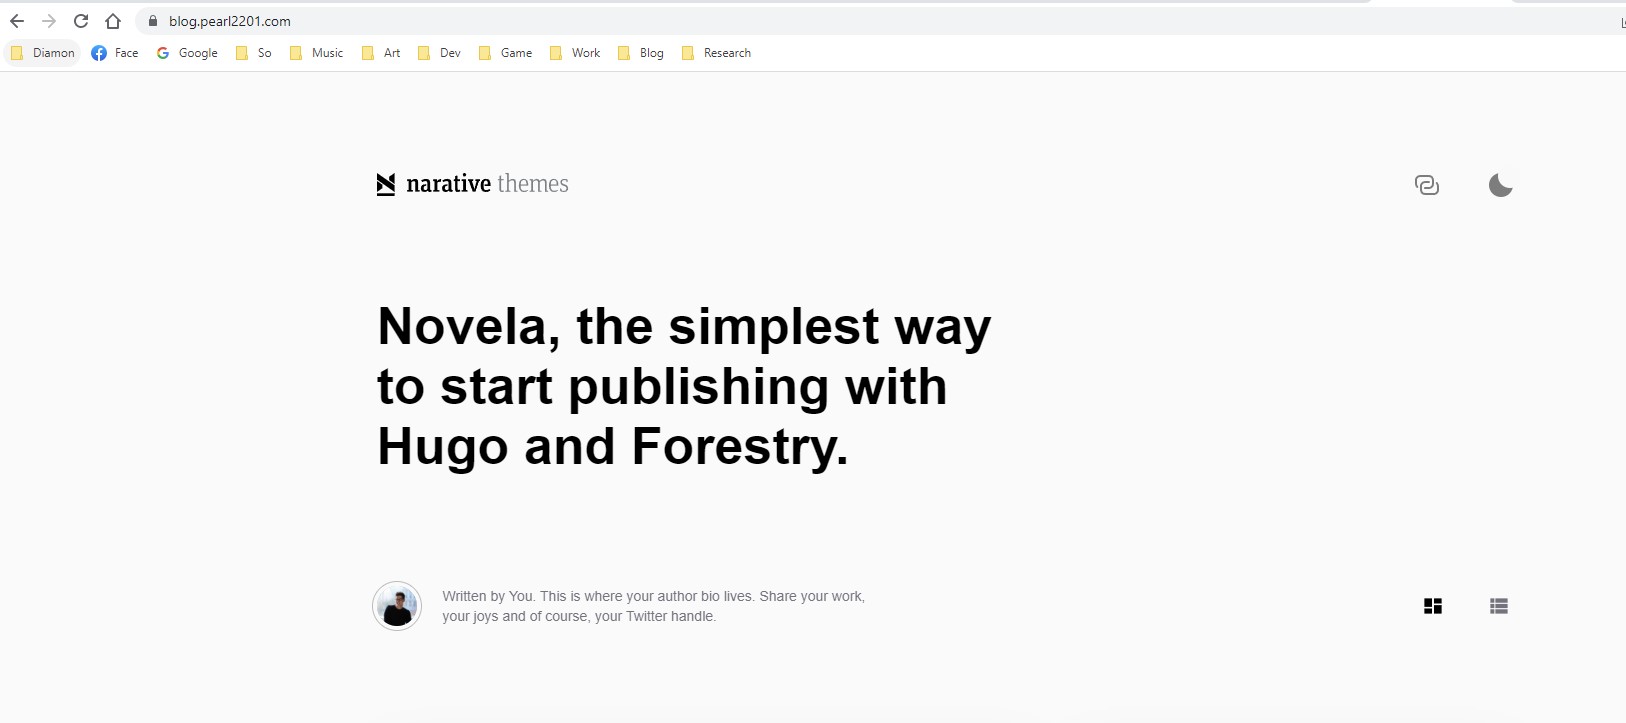 blog.pearl2201.com
Diamon Face Google So Music Art Dev Game Work Blog Research
narative themes
Novela, the simplest way
to start publishing with
Hugo and Forestry.
Written by You. This is where your author bio lives. Share your work,
your joys and of course, your Twitter handle.